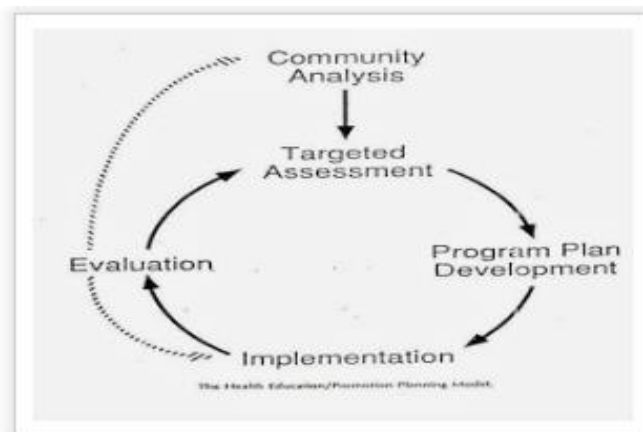 Community
Analysis
Targeted
Assessment
Evaluation
Program Plan
Development
Implementation
The Health Education/Promotion Planning Model.